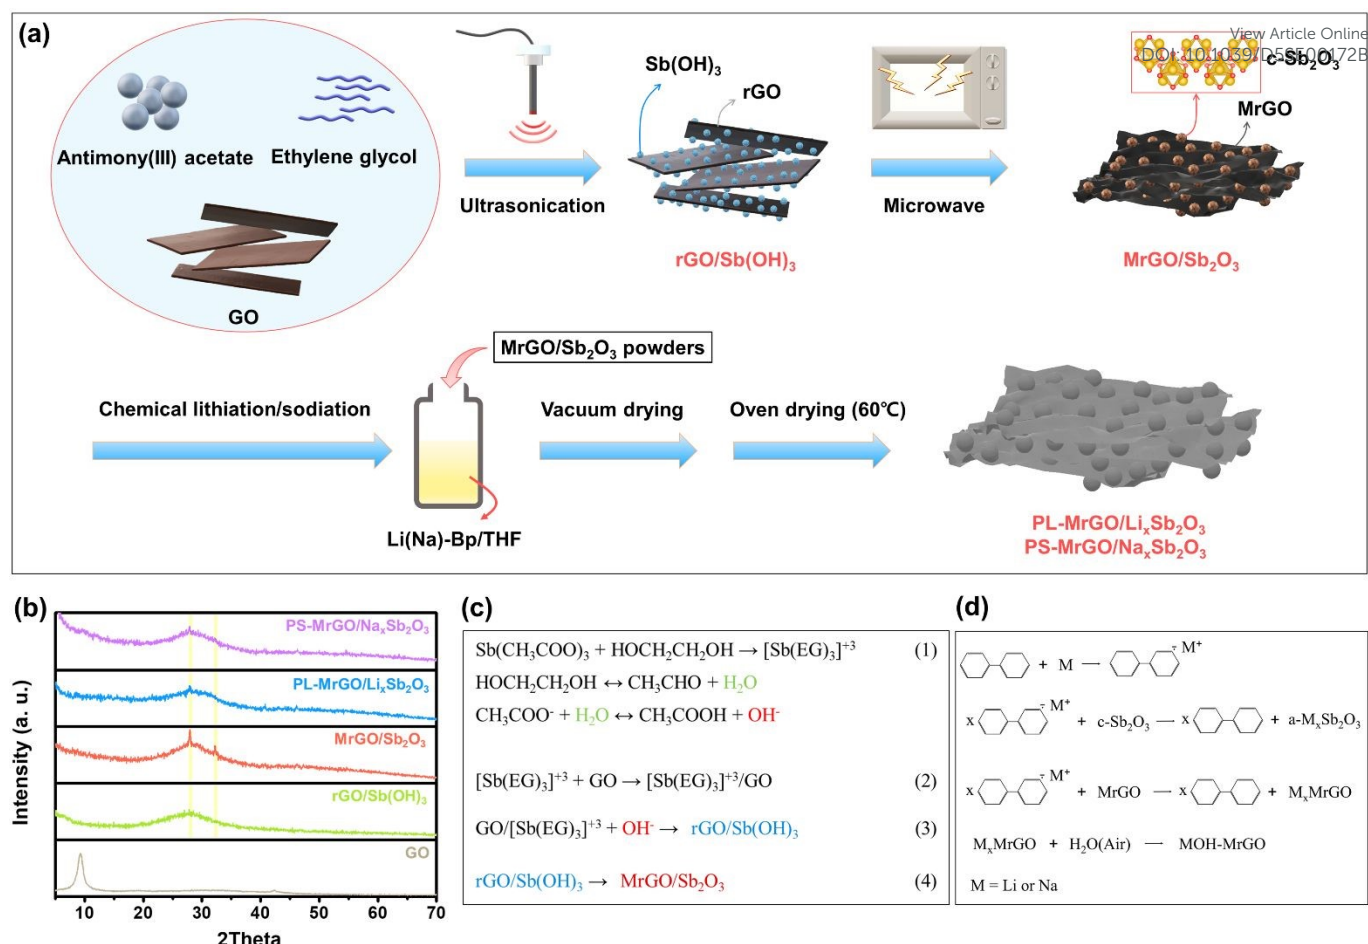 (a)
View Article Online
DOI: 10.1039/D5SE00172B
Antimony(III) acetate
Ethylene glycol
GO
Ultrasonication
Sb(OH)₃
rGO
rGO/Sb(OH)₃
Microwave
c-Sb₂O₃
MrGO
MrGO/Sb₂O₃
MrGO/Sb₂O₃ powders
Chemical lithiation/sodiation
Li(Na)-Bp/THF
Vacuum drying
Oven drying (60℃)
PL-MrGO/LiₓSb₂O₃
PS-MrGO/NaₓSb₂O₃
(b)
Intensity (a. u.)
PS-MrGO/NaₓSb₂O₃
PL-MrGO/LiₓSb₂O₃
MrGO/Sb₂O₃
rGO/Sb(OH)₃
GO
10 20 30 40 50 60 70
2Theta
(c)
Sb(CH₃COO)₃ + HOCH₂CH₂OH → [Sb(EG)₃]⁺³ (1)
HOCH₂CH₂OH ↔ CH₃CHO + H₂O
CH₃COO⁻ + H₂O ↔ CH₃COOH + OH⁻
[Sb(EG)₃]⁺³ + GO → [Sb(EG)₃]⁺³/GO (2)
GO/[Sb(EG)₃]⁺³ + OH⁻ → rGO/Sb(OH)₃ (3)
rGO/Sb(OH)₃ → MrGO/Sb₂O₃ (4)
(d)
+ M → M⁺
x M⁺ + c-Sb₂O₃ → x + a-MₓSb₂O₃
x M⁺ + MrGO → x + MₓMrGO
MₓMrGO + H₂O(Air) → MOH-MrGO
M = Li or Na